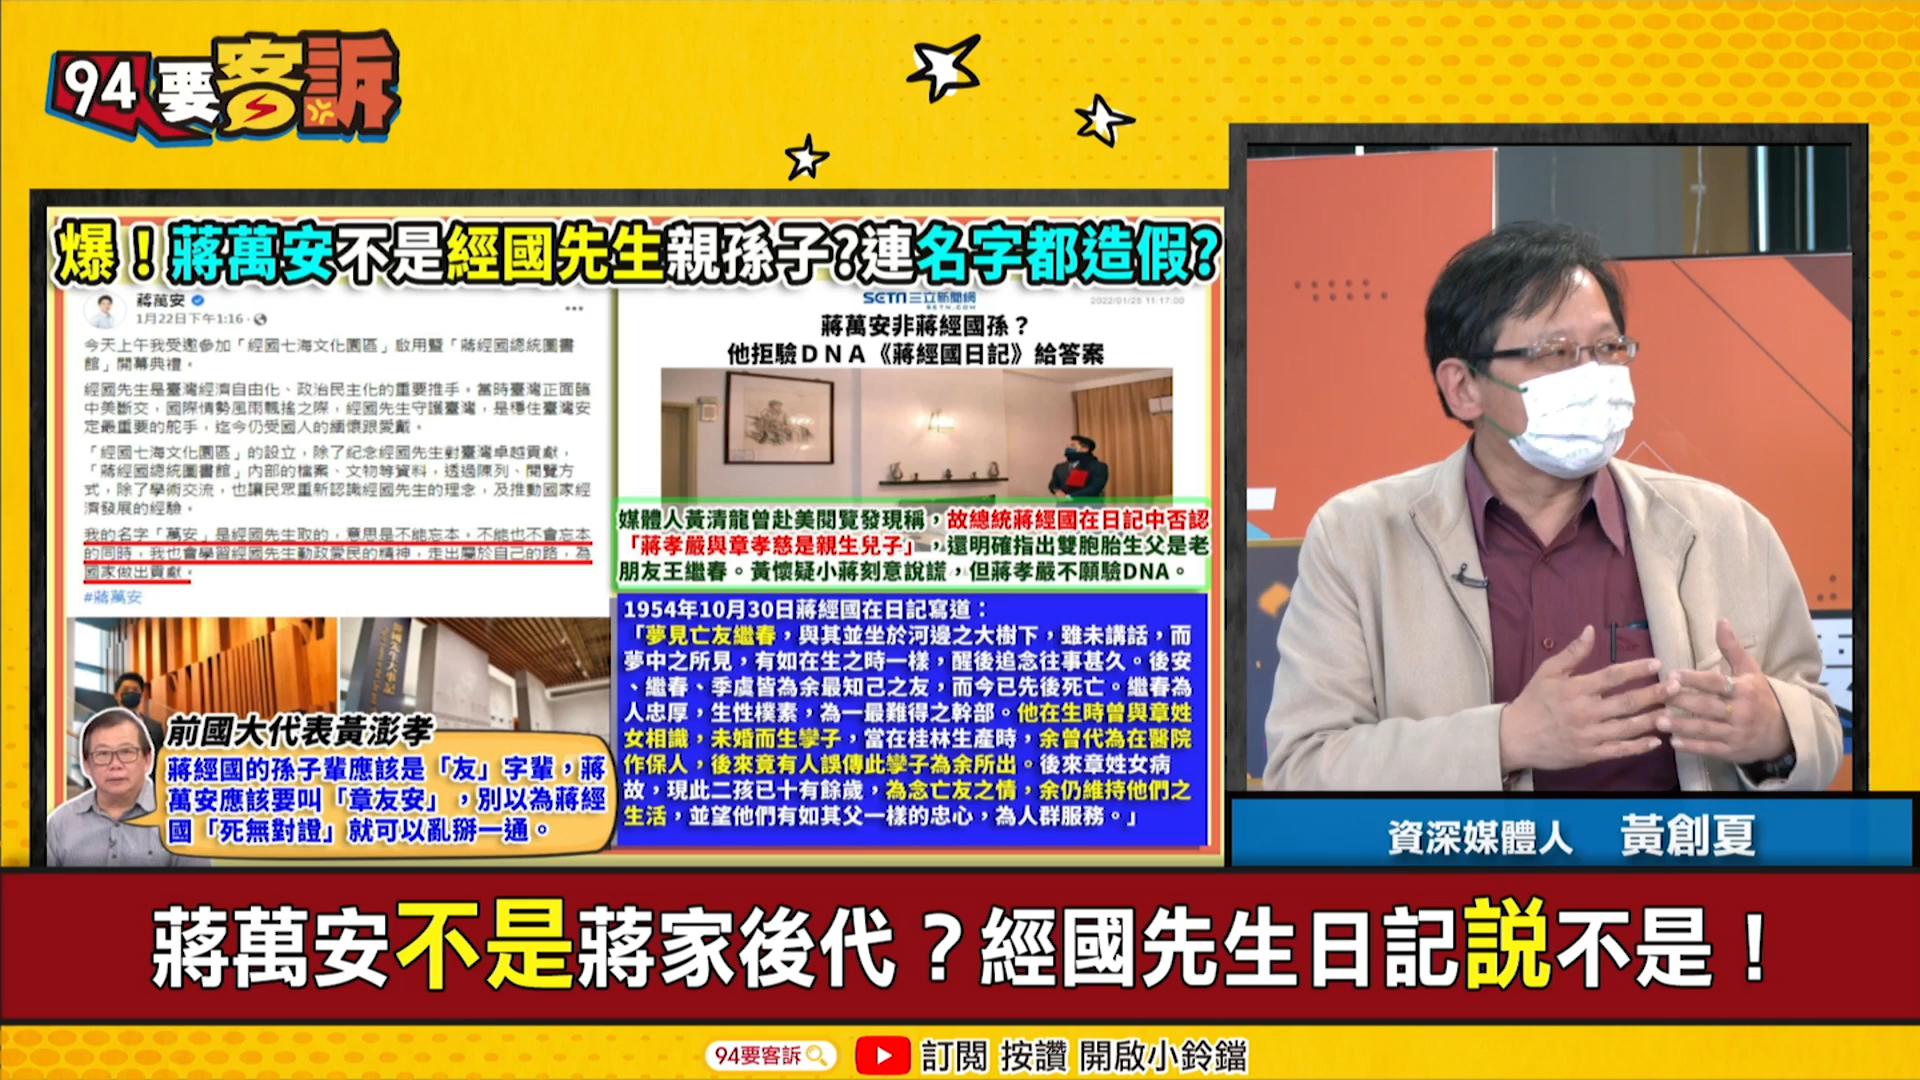 94要客訴
爆！蔣萬安不是經國先生親孫子?連名字都造假?
蔣萬安
1月22日下午1:16
今天上午我受邀參加「經國七海文化園區」啟用暨「蔣經國總統圖書
館」開幕典禮。
經國先生是臺灣經濟自由化、政治民主化的重要推手。當時臺灣正面臨
中美斷交，國際情勢風雨飄搖之際，經國先生守護臺灣，是穩住臺灣安
定最重要的舵手，迄今仍受國人的緬懷跟愛戴。
「經國七海文化園區」的設立，除了紀念經國先生對臺灣卓越貢獻，
「蔣經國總統圖書館」內部的檔案、文物等資料，透過陳列、閱覽方
式，除了學術交流，也讓民眾重新認識經國先生的理念，及推動國家經
濟發展的經驗。
我的名字「萬安」是經國先生取的，意思是不能忘本。不能也不會忘本
的同時，我也會學習經國先生勤政愛民的精神，走出屬於自己的路，為
國家做出貢獻。
#蔣萬安
經國先生大事記
前國大代表黃澎孝
蔣經國的孫子輩應該是「友」字輩，蔣
萬安應該要叫「章友安」，別以為蔣經
國「死無對證」就可以亂掰一通。
SETN三立新聞網
SETN.COM
2022/01/25 11:17:00
蔣萬安非蔣經國孫？
他拒驗DNA《蔣經國日記》給答案
媒體人黃清龍曾赴美閱覽發現稱，故總統蔣經國在日記中否認
「蔣孝嚴與章孝慈是親生兒子」，還明確指出雙胞胎生父是老
朋友王繼春。黃懷疑小蔣刻意說謊，但蔣孝嚴不願驗DNA。
1954年10月30日蔣經國在日記寫道：
「夢見亡友繼春，與其並坐於河邊之大樹下，雖未講話，而
夢中之所見，有如在生之時一樣，醒後追念往事甚久。後安
、繼春、季虞皆為余最知己之友，而今已先後死亡。繼春為
人忠厚，生性樸素，為一最難得之幹部。他在生時曾與章姓
女相識，未婚而生孿子，當在桂林生產時，余曾代為在醫院
作保人，後來竟有人誤傳此孿子為余所出。後來章姓女病
故，現此二孩已十有餘歲，為念亡友之情，余仍維持他們之
生活，並望他們有如其父一樣的忠心，為人群服務。」
資深媒體人 黃創夏
蔣萬安不是蔣家後代？經國先生日記説不是！
94要客訴 訂閱 按讚 開啟小鈴鐺